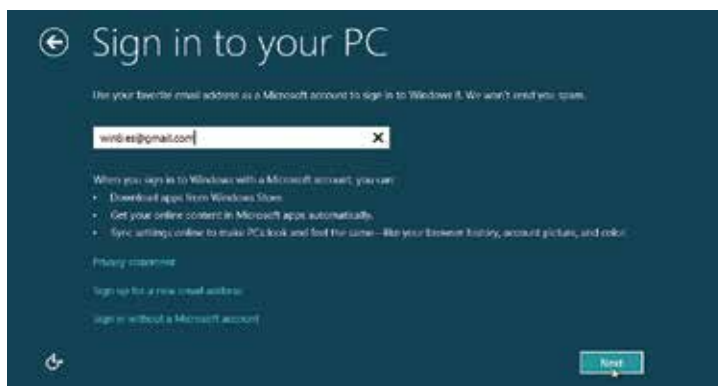 Sign in to your PC
Use your favorite email address as a Microsoft account to sign in to Windows 8. We won't send you spam.
@gmail.com
When you sign in to Windows with a Microsoft account, you can:
• Download apps from Windows Store.
• Get your online content in Microsoft apps automatically.
• Sync settings online to make PCs look and feel the same—like your browser history, account picture, and color.
Privacy statement
Sign up for a new email address
Sign in without a Microsoft account
Next